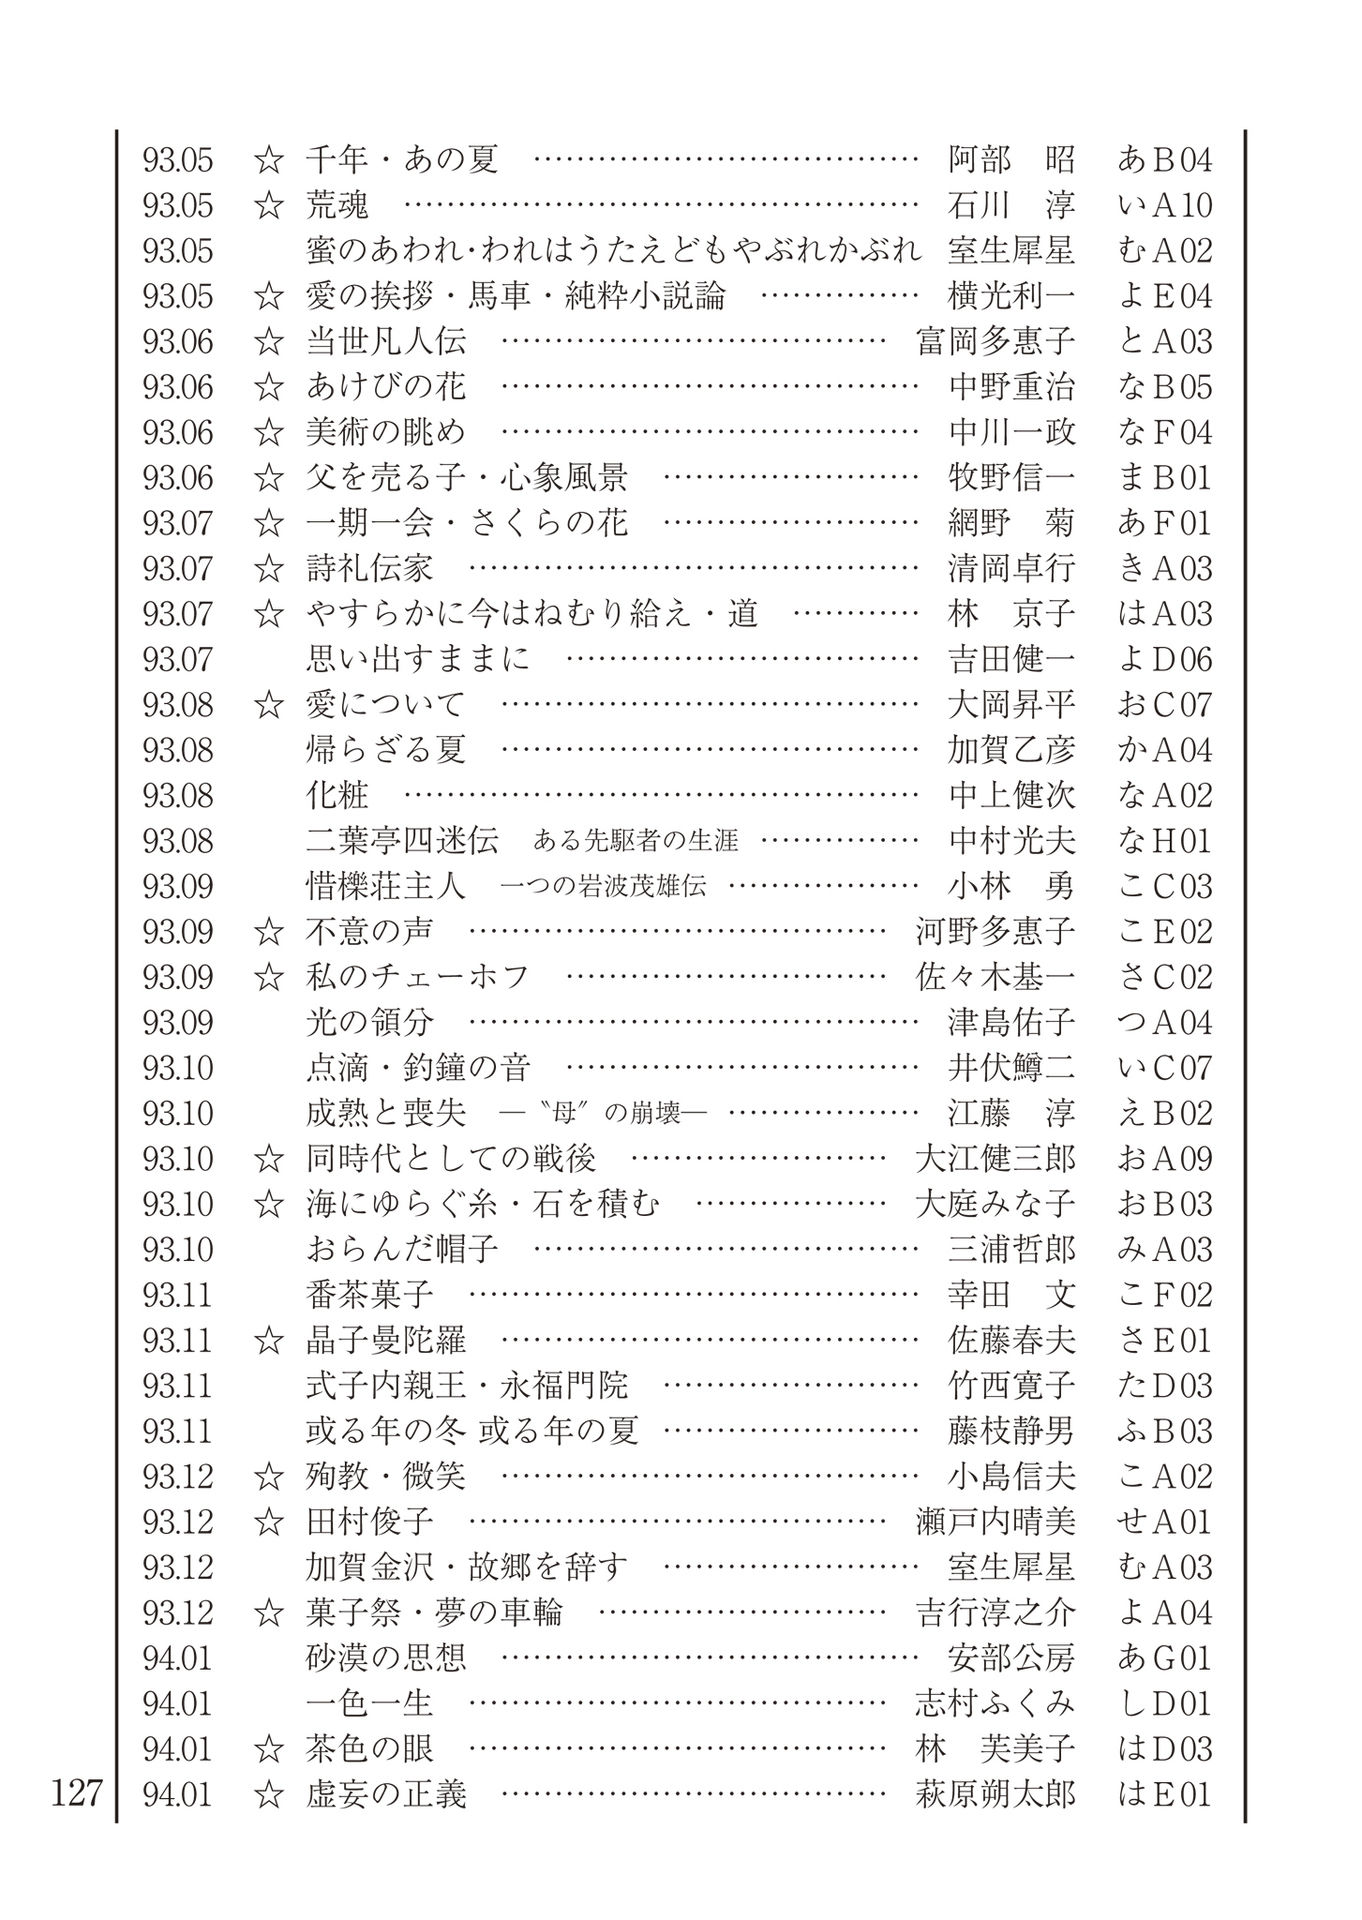 93.05 ☆ 千年・あの夏 ………………………………… 阿部　昭 あB04
93.05 ☆ 荒魂 ………………………………………… 石川　淳 いA10
93.05 蜜のあわれ・われはうたえどもやぶれかぶれ 室生犀星 むA02
93.05 ☆ 愛の挨拶・馬車・純粋小説論 …………… 横光利一 よE04
93.06 ☆ 当世凡人伝 ……………………………… 富岡多惠子 とA03
93.06 ☆ あけびの花 ………………………………… 中野重治 なB05
93.06 ☆ 美術の眺め ………………………………… 中川一政 なF04
93.06 ☆ 父を売る子・心象風景 …………………… 牧野信一 まB01
93.07 ☆ 一期一会・さくらの花 …………………… 網野　菊 あF01
93.07 ☆ 詩礼伝家 …………………………………… 清岡卓行 きA03
93.07 ☆ やすらかに今はねむり給え・道 ………… 林　京子 はA03
93.07 思い出すままに …………………………… 吉田健一 よD06
93.08 ☆ 愛について ………………………………… 大岡昇平 おC07
93.08 帰らざる夏 ………………………………… 加賀乙彦 かA04
93.08 化粧 ………………………………………… 中上健次 なA02
93.08 二葉亭四迷伝　ある先駆者の生涯 …………… 中村光夫 なH01
93.09 惜櫟荘主人　一つの岩波茂雄伝 ……………… 小林　勇 こC03
93.09 ☆ 不意の声 ………………………………… 河野多惠子 こE02
93.09 ☆ 私のチェーホフ ………………………… 佐々木基一 さC02
93.09 光の領分 …………………………………… 津島佑子 つA04
93.10 点滴・釣鐘の音 …………………………… 井伏鱒二 いC07
93.10 成熟と喪失　―〝母〟の崩壊― ……………… 江藤　淳 えB02
93.10 ☆ 同時代としての戦後 …………………… 大江健三郎 おA09
93.10 ☆ 海にゆらぐ糸・石を積む ……………… 大庭みな子 おB03
93.10 おらんだ帽子 ……………………………… 三浦哲郎 みA03
93.11 番茶菓子 …………………………………… 幸田　文 こF02
93.11 ☆ 晶子曼陀羅 ………………………………… 佐藤春夫 さE01
93.11 式子内親王・永福門院 …………………… 竹西寛子 たD03
93.11 或る年の冬 或る年の夏 …………………… 藤枝静男 ふB03
93.12 ☆ 殉教・微笑 ………………………………… 小島信夫 こA02
93.12 ☆ 田村俊子 ………………………………… 瀬戸内晴美 せA01
93.12 加賀金沢・故郷を辞す …………………… 室生犀星 むA03
93.12 ☆ 菓子祭・夢の車輪 ……………………… 吉行淳之介 よA04
94.01 砂漠の思想 ………………………………… 安部公房 あG01
94.01 一色一生 ………………………………… 志村ふくみ しD01
94.01 ☆ 茶色の眼 ………………………………… 林　芙美子 はD03
94.01 ☆ 虚妄の正義 ……………………………… 萩原朔太郎 はE01
127